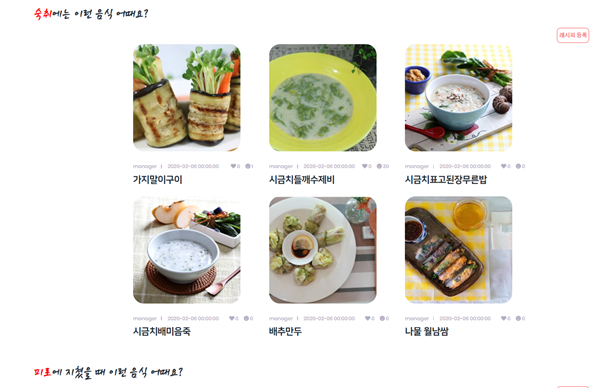 숙취에는 이런 음식 어때요?
레시피 등록
manager | 2020-02-06 00:00:00 0 1
가지말이구이
manager | 2020-02-06 00:00:00 0 30
시금치들깨수제비
manager | 2020-02-06 00:00:00 0 0
시금치표고된장무른밥
manager | 2020-02-06 00:00:00 0 0
시금치배미음죽
manager | 2020-02-06 00:00:00 0 0
배추만두
manager | 2020-02-06 00:00:00 0 0
나물 월남쌈
피로에 지쳤을 때 이런 음식 어때요?